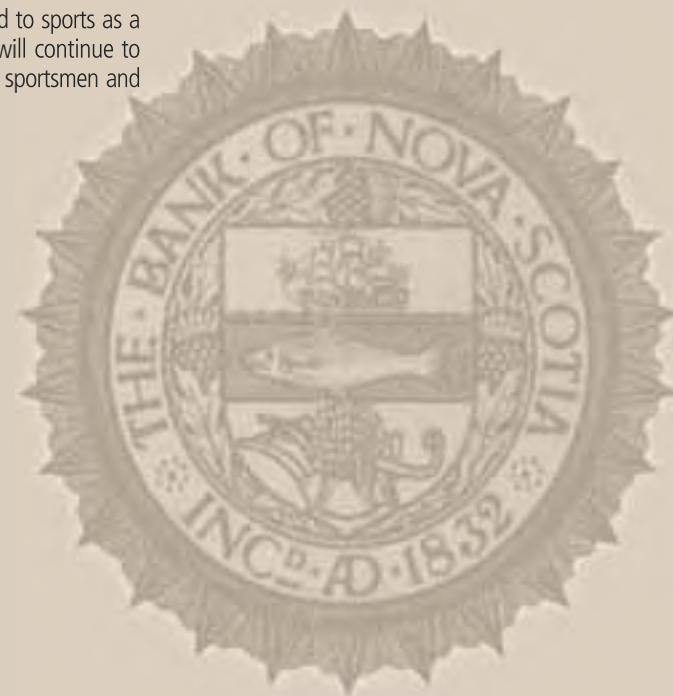 d to sports as a
will continue to
sportsmen and
THE · BANK · OF · NOVA · SCOTIA
INCD · AD · 1832